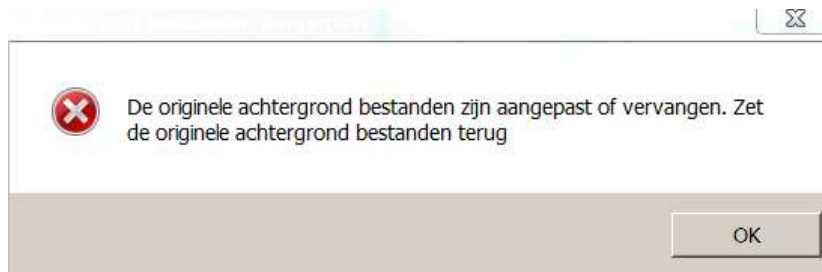 De originele achtergrond bestanden zijn aangepast of vervangen. Zet
de originele achtergrond bestanden terug
OK